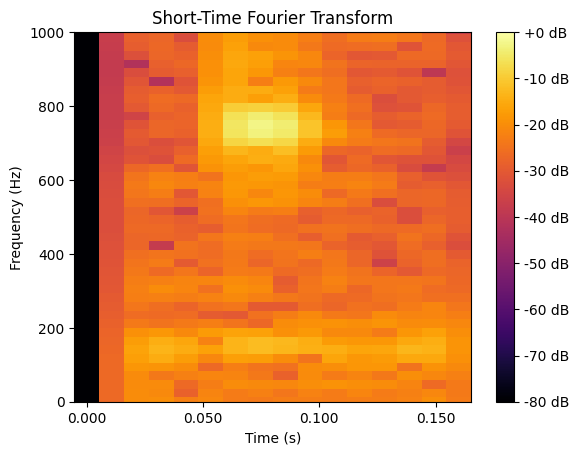 Short-Time Fourier Transform
1000
800
600
400
200
0
Frequency (Hz)
0.000
0.050
0.100
0.150
Time (s)
+0 dB
-10 dB
-20 dB
-30 dB
-40 dB
-50 dB
-60 dB
-70 dB
-80 dB